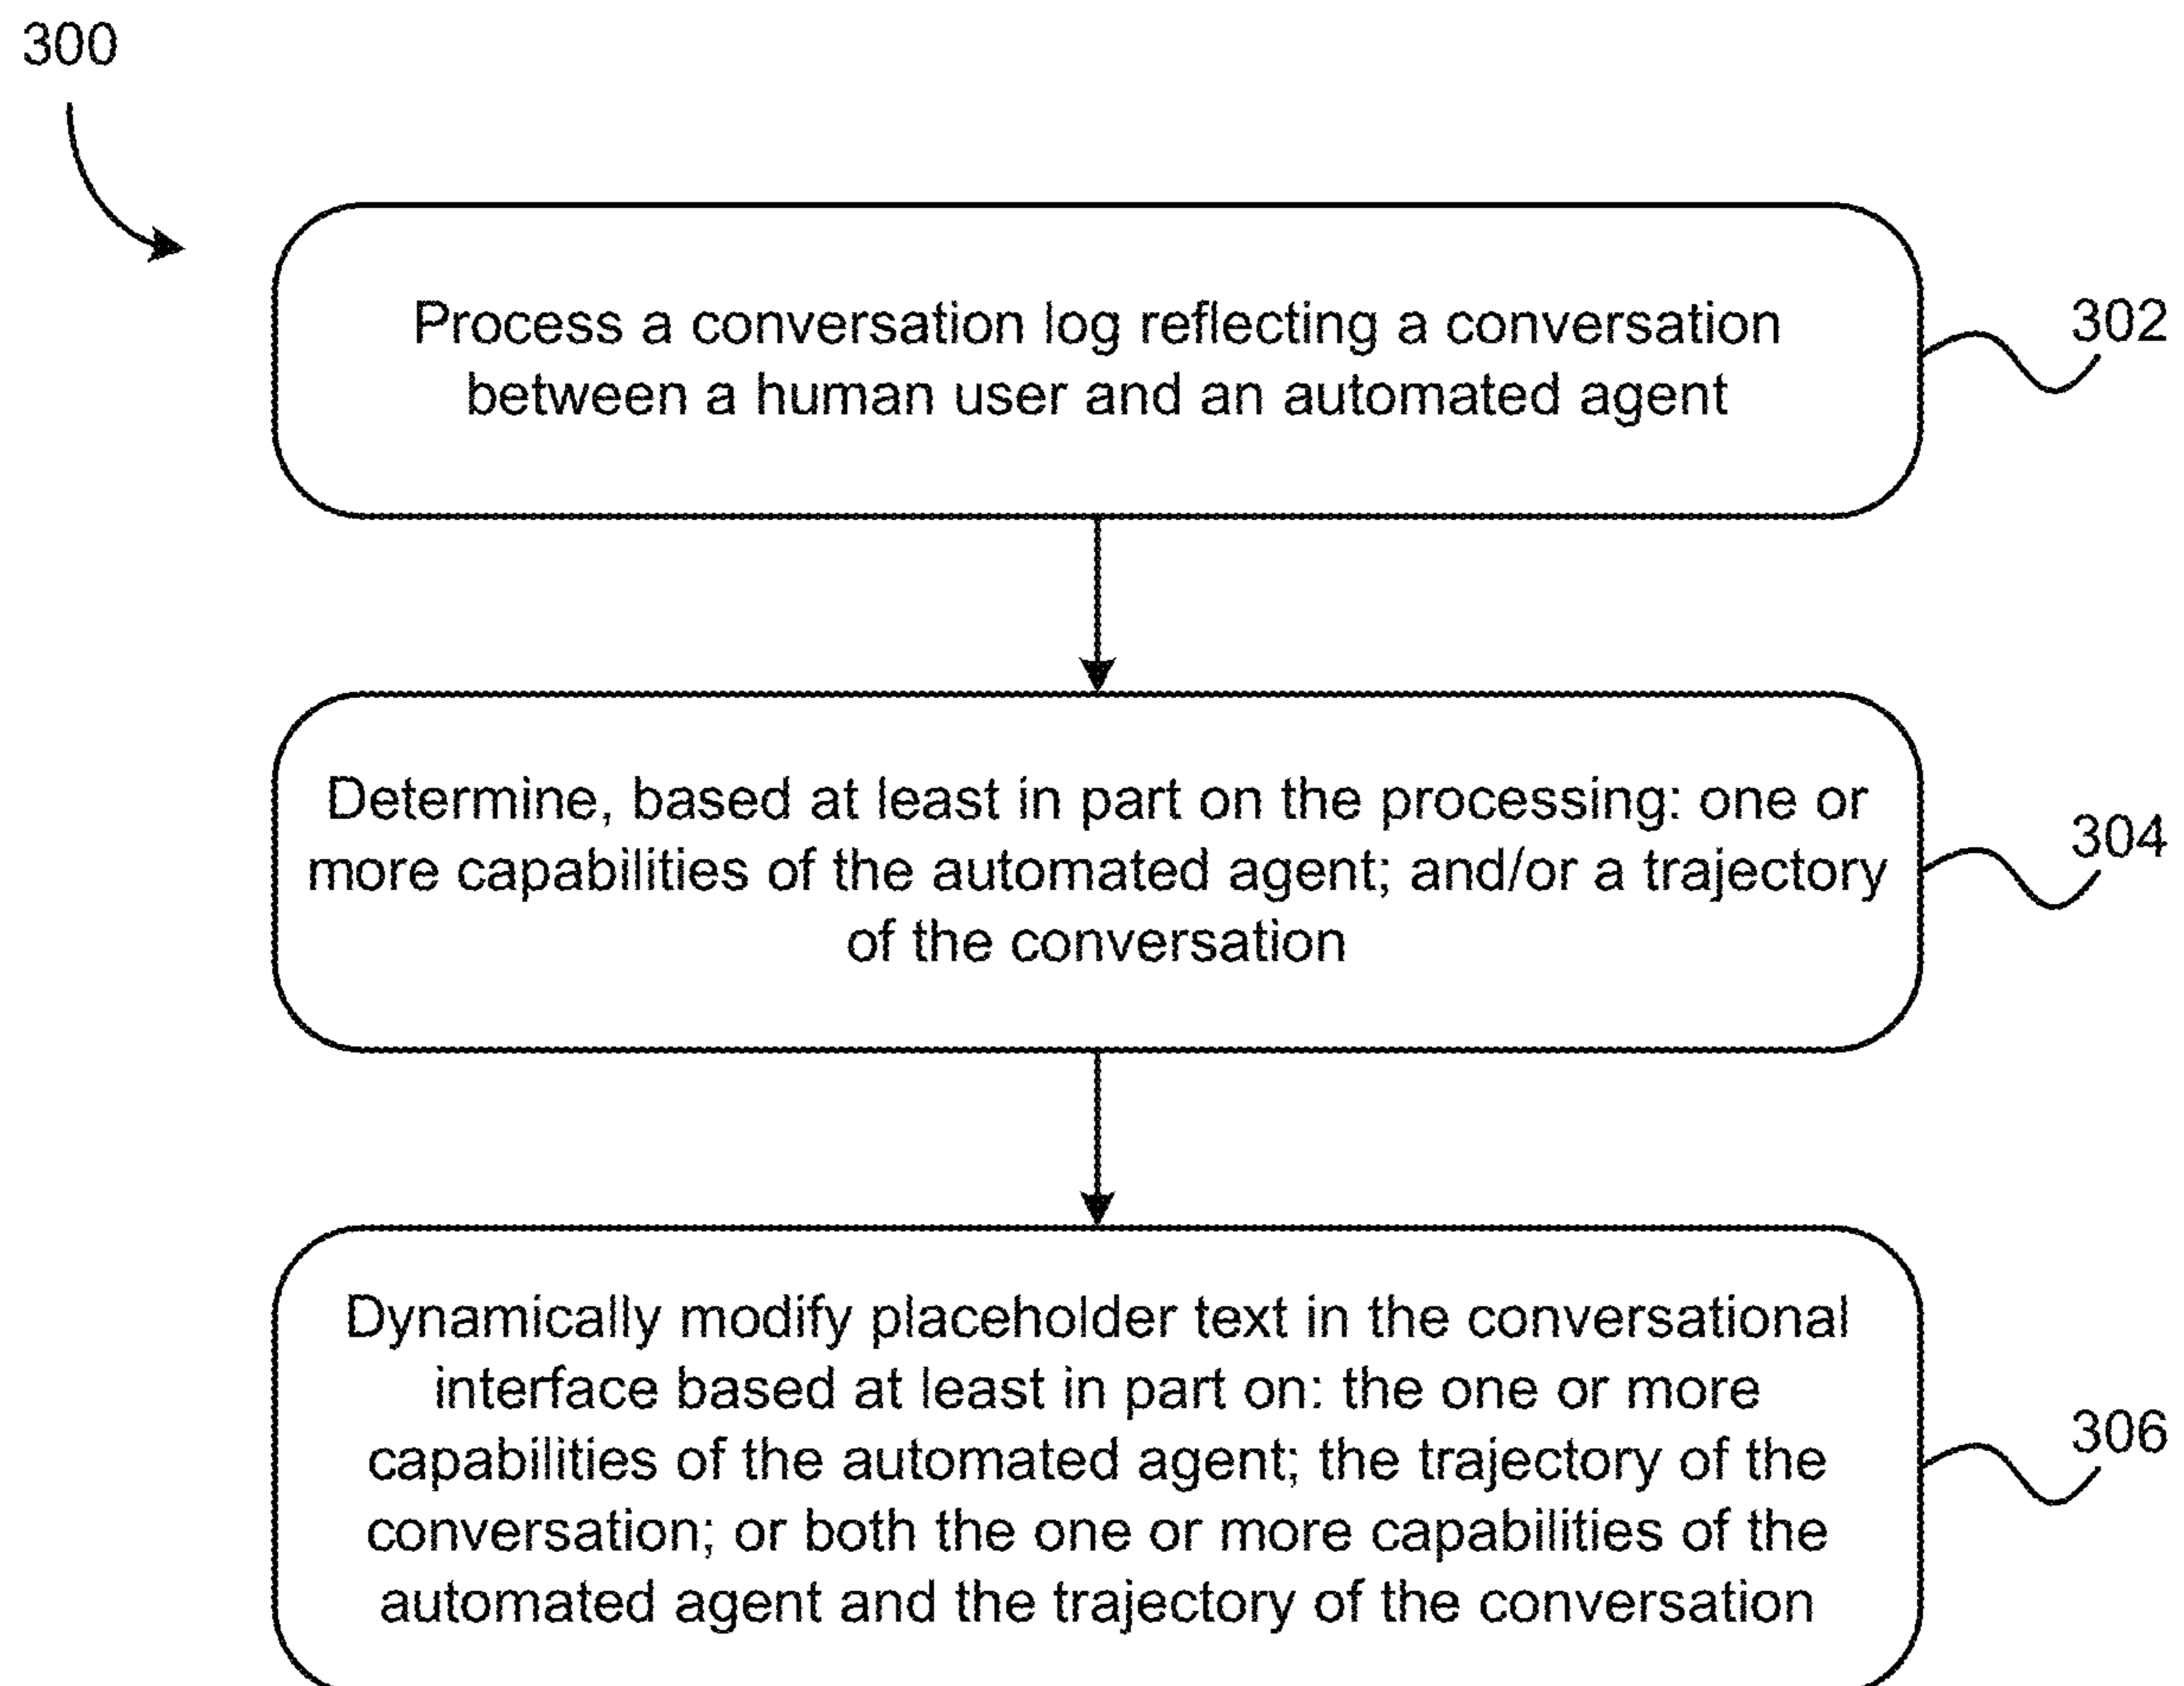 300
Process a conversation log reflecting a conversation
between a human user and an automated agent
302
Determine, based at least in part on the processing: one or
more capabilities of the automated agent; and/or a trajectory
of the conversation
304
Dynamically modify placeholder text in the conversational
interface based at least in part on: the one or more
capabilities of the automated agent; the trajectory of the
conversation; or both the one or more capabilities of the
automated agent and the trajectory of the conversation
306